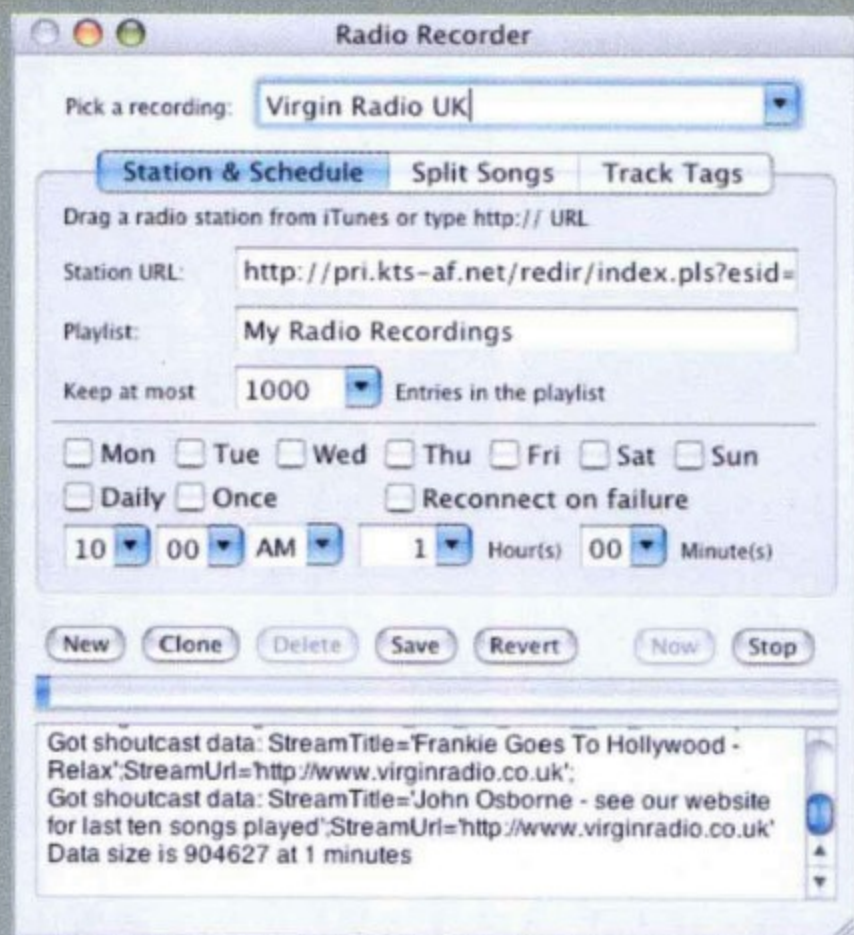 Radio Recorder
Pick a recording: Virgin Radio UK
Station & Schedule Split Songs Track Tags
Drag a radio station from iTunes or type http:// URL
Station URL: http://pri.kts-af.net/redir/index.pls?esid=
Playlist: My Radio Recordings
Keep at most 1000 Entries in the playlist
Mon Tue Wed Thu Fri Sat Sun
Daily Once Reconnect on failure
10 00 AM 1 Hour(s) 00 Minute(s)
New Clone Delete Save Revert Now Stop
Got shoutcast data: StreamTitle='Frankie Goes To Hollywood -
Relax';StreamUrl='http://www.virginradio.co.uk';
Got shoutcast data: StreamTitle='John Osborne - see our website
for last ten songs played';StreamUrl='http://www.virginradio.co.uk'
Data size is 904627 at 1 minutes